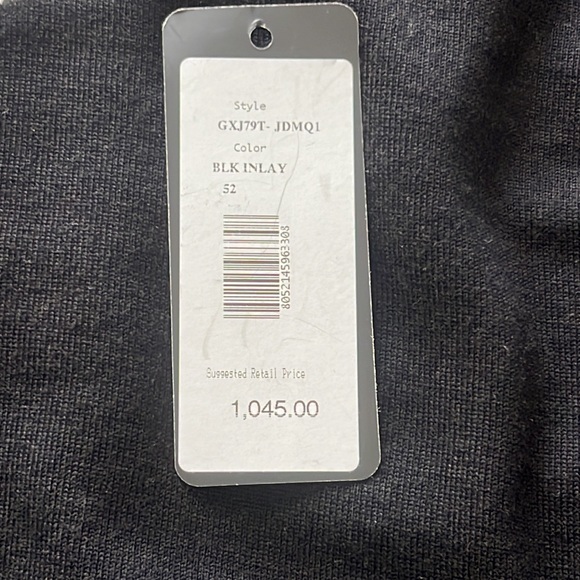 Style
GXJ79T- JDMQ1
Color
BLK INLAY
52
8052145963308
Suggested Retail Price
1,045.00